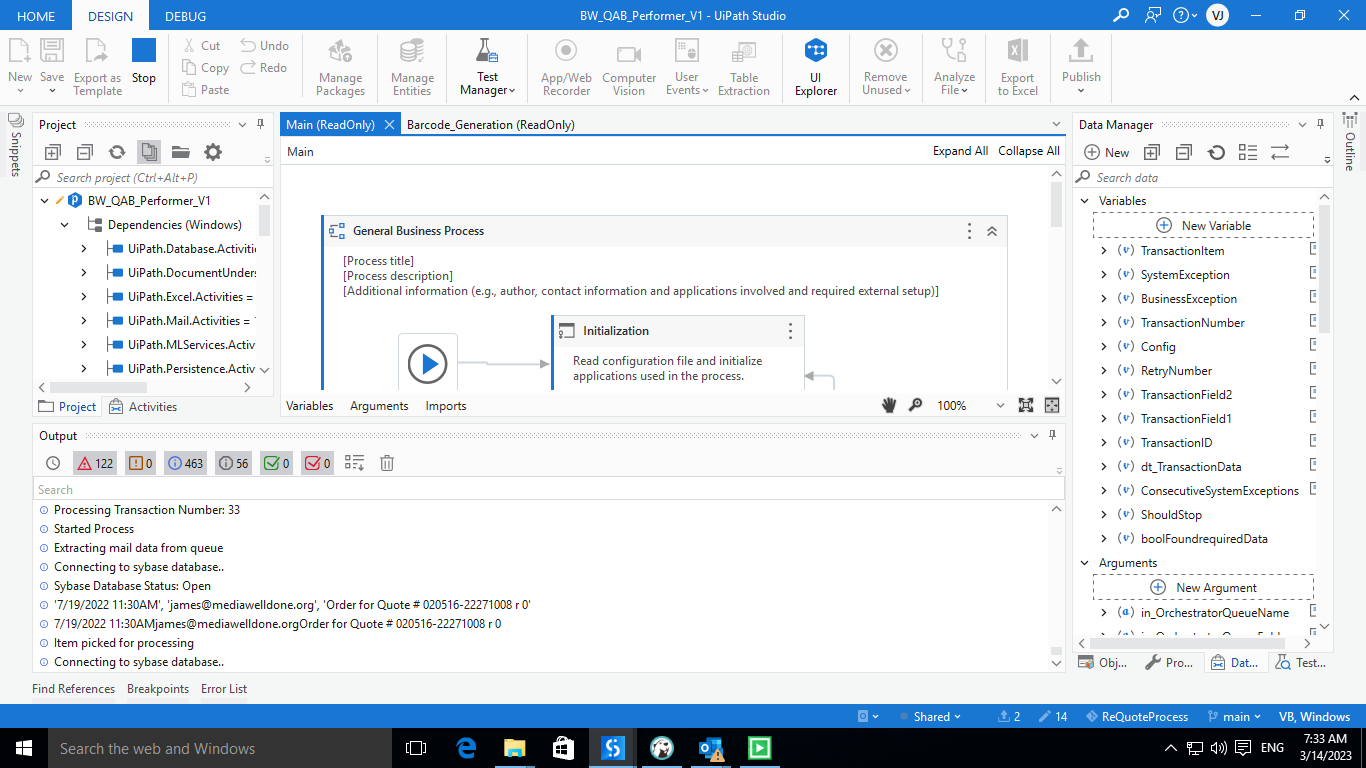 HOME DESIGN DEBUG BW_QAB_Performer_V1 - UiPath Studio VJ
New Save Export as Template Stop
Cut Undo
Copy Redo
Paste
Manage Packages Manage Entities Test Manager App/Web Recorder Computer Vision User Events Table Extraction UI Explorer Remove Unused Analyze File Export to Excel Publish
Snippets
Project
Search project (Ctrl+Alt+P)
BW_QAB_Performer_V1
Dependencies (Windows)
UiPath.Database.Activitie
UiPath.DocumentUnders
UiPath.Excel.Activities =
UiPath.Mail.Activities =
UiPath.MLServices.Activ
UiPath.Persistence.Activ
Project Activities
Main (ReadOnly) Barcode_Generation (ReadOnly)
Main Expand All Collapse All
General Business Process
[Process title]
[Process description]
[Additional information (e.g., author, contact information and applications involved and required external setup)]
Initialization
Read configuration file and initialize
applications used in the process.
Variables Arguments Imports 100%
Data Manager
New
Search data
Variables
New Variable
(v) TransactionItem
(v) SystemException
(v) BusinessException
(v) TransactionNumber
(v) Config
(v) RetryNumber
(v) TransactionField2
(v) TransactionField1
(v) TransactionID
(v) dt_TransactionData
(v) ConsecutiveSystemExceptions
(v) ShouldStop
(v) boolFoundrequiredData
Arguments
New Argument
(a) in_OrchestratorQueueName
Obj... Pro... Dat... Test...
Outline
Output
122 0 463 56 0 0
Search
Processing Transaction Number: 33
Started Process
Extracting mail data from queue
Connecting to sybase database..
Sybase Database Status: Open
'7/19/2022 11:30AM', 'james@mediawelldone.org', 'Order for Quote # 020516-22271008 r 0'
7/19/2022 11:30AMjames@mediawelldone.orgOrder for Quote # 020516-22271008 r 0
Item picked for processing
Connecting to sybase database..
Find References Breakpoints Error List
Shared 2 14 ReQuoteProcess main VB, Windows
Search the web and Windows
ENG
7:33 AM
3/14/2023